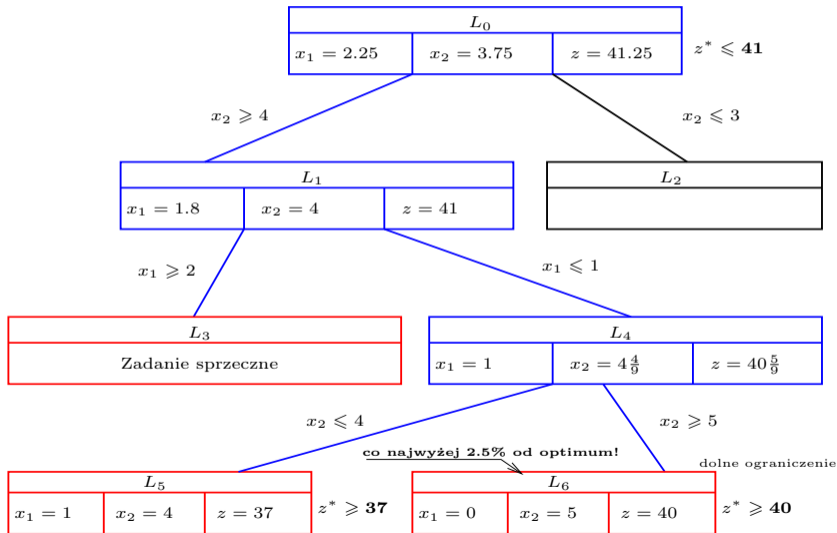 L₀
x₁ = 2.25 x₂ = 3.75 z = 41.25 z* ⩽ 41
x₂ ⩾ 4 x₂ ⩽ 3
L₁ L₂
x₁ = 1.8 x₂ = 4 z = 41
x₁ ⩾ 2 x₁ ⩽ 1
L₃ L₄
Zadanie sprzeczne x₁ = 1 x₂ = 4 4/9 z = 40 5/9
x₂ ⩽ 4 x₂ ⩾ 5
co najwyżej 2.5% od optimum!
dolne ograniczenie
L₅ L₆
x₁ = 1 x₂ = 4 z = 37 z* ⩾ 37 x₁ = 0 x₂ = 5 z = 40 z* ⩾ 40